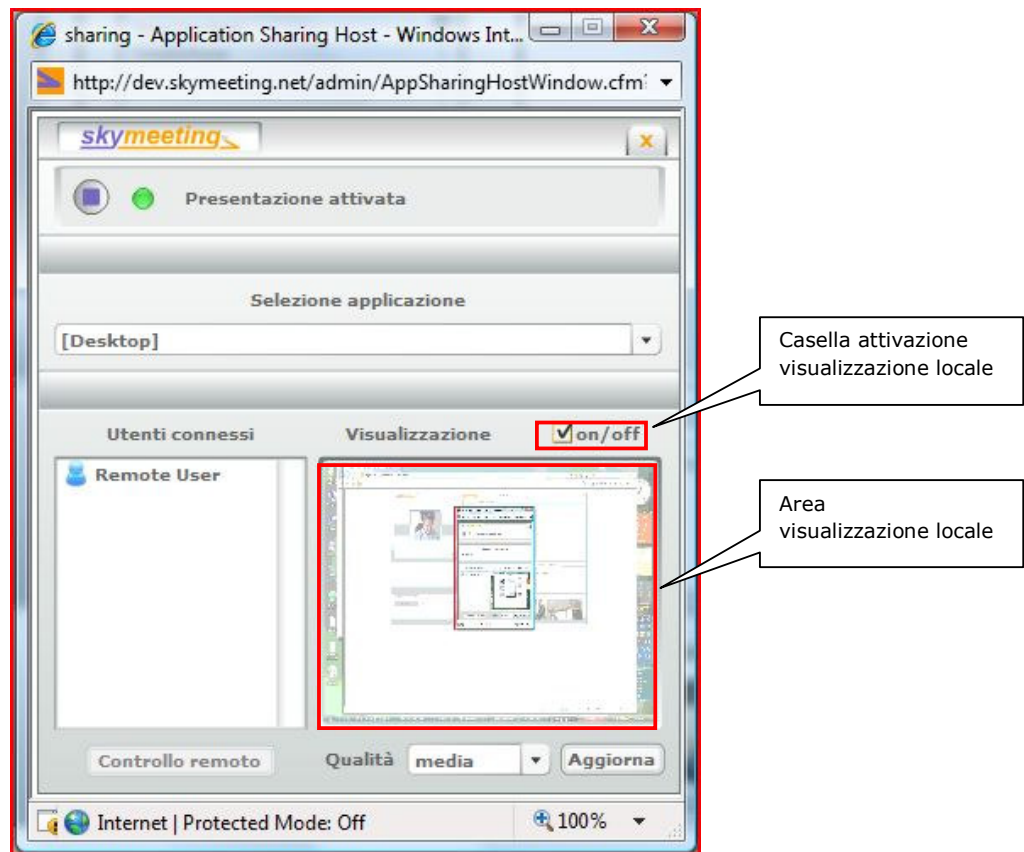 sharing - Application Sharing Host - Windows Int...
http://dev.skymeeting.net/admin/AppSharingHostWindow.cfm
skymeeting
x
Presentazione attivata
Selezione applicazione
[Desktop]
Casella attivazione
visualizzazione locale
Utenti connessi
Visualizzazione
on/off
Remote User
Area
visualizzazione locale
Controllo remoto
Qualità
media
Aggiorna
Internet | Protected Mode: Off
100%